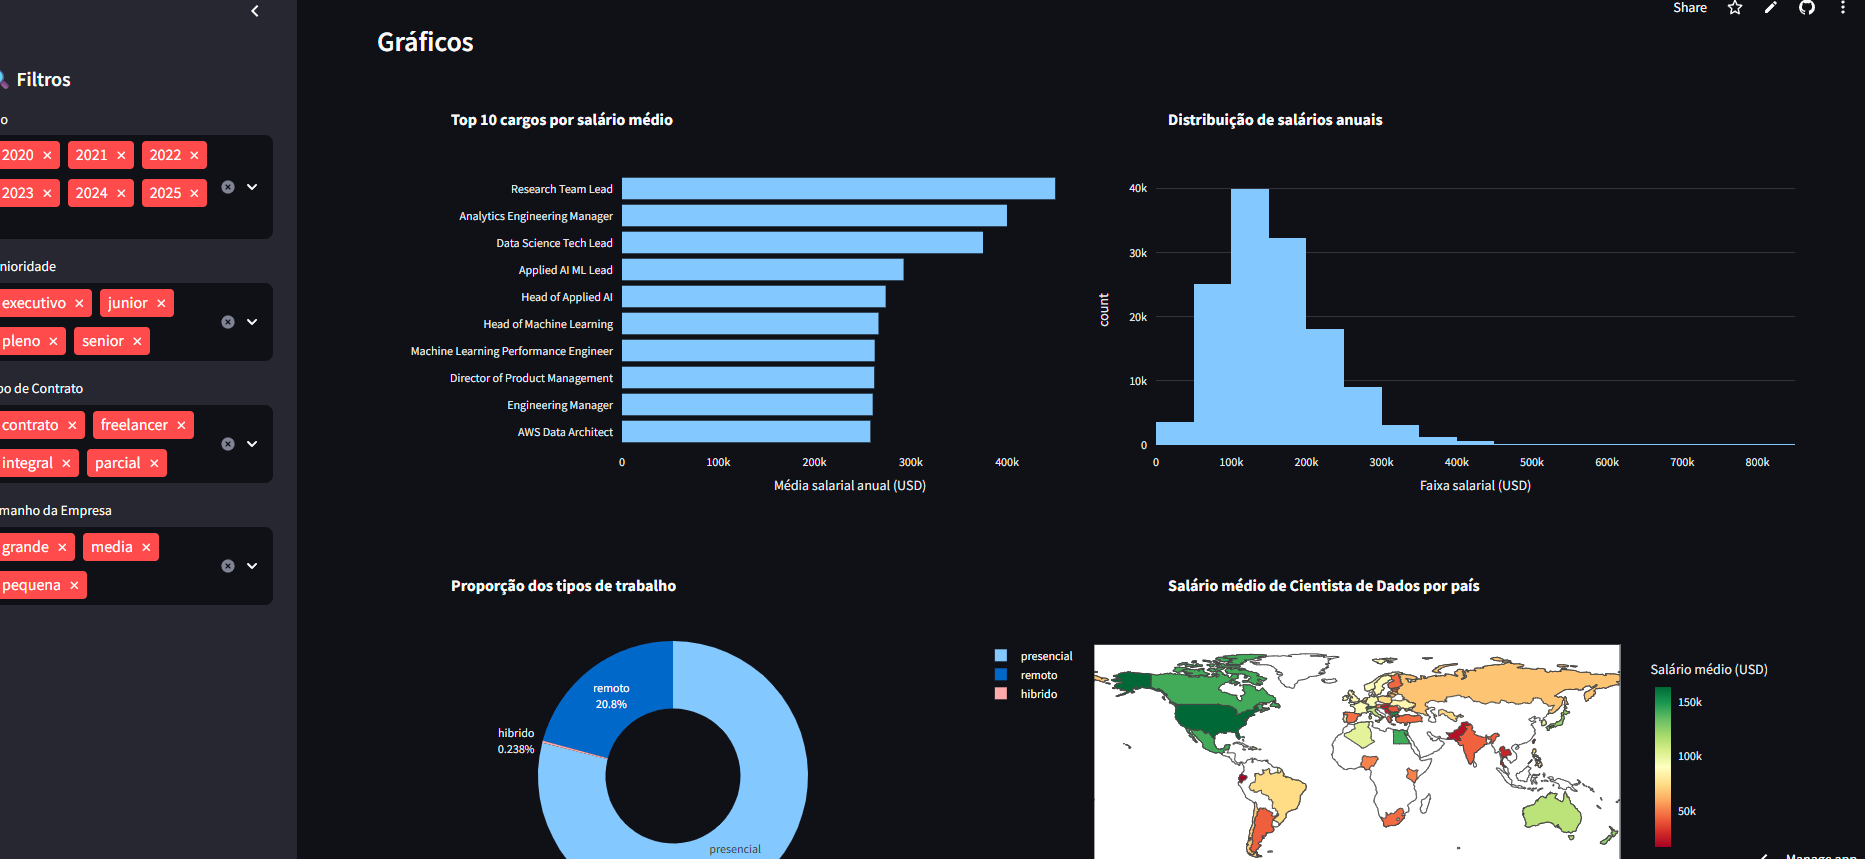 Share
Gráficos
Filtros
o
2020 × 2021 × 2022 ×
2023 × 2024 × 2025 ×
nioridade
executivo × junior ×
pleno × senior ×
po de Contrato
contrato × freelancer ×
integral × parcial ×
manho da Empresa
grande × media ×
pequena ×
Top 10 cargos por salário médio
Research Team Lead
Analytics Engineering Manager
Data Science Tech Lead
Applied AI ML Lead
Head of Applied AI
Head of Machine Learning
Machine Learning Performance Engineer
Director of Product Management
Engineering Manager
AWS Data Architect
0 100k 200k 300k 400k
Média salarial anual (USD)
Distribuição de salários anuais
40k
30k
20k
10k
0
count
0 100k 200k 300k 400k 500k 600k 700k 800k
Faixa salarial (USD)
Proporção dos tipos de trabalho
remoto
20.8%
hibrido
0.238%
presencial
presencial
remoto
hibrido
Salário médio de Cientista de Dados por país
Salário médio (USD)
150k
100k
50k
Manage app